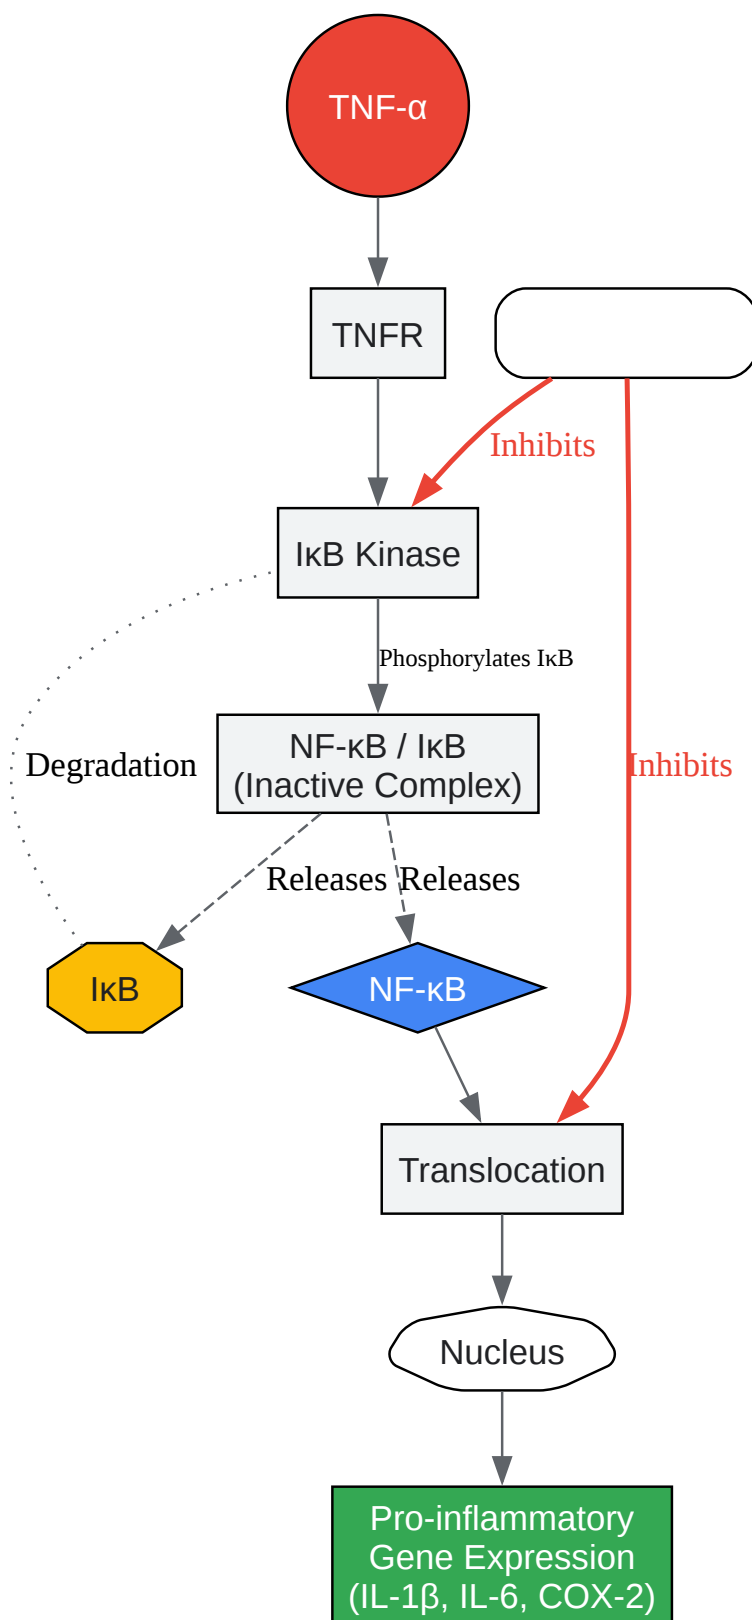 TNF-α
TNFR
Inhibits
IκB Kinase
Phosphorylates IκB
NF-κB / IκB
(Inactive Complex)
Degradation
Inhibits
Releases
Releases
IκB
NF-κB
Translocation
Nucleus
Pro-inflammatory
Gene Expression
(IL-1β, IL-6, COX-2)